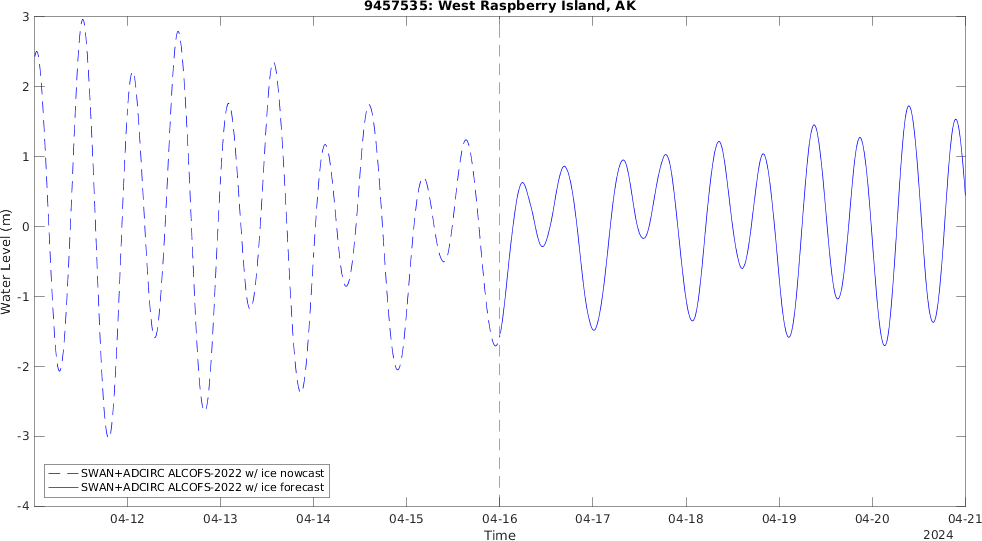 9457535: West Raspberry Island, AK
3
2
1
0
-1
-2
-3
-4
Water Level (m)
SWAN+ADCIRC ALCOFS-2022 w/ ice nowcast
SWAN+ADCIRC ALCOFS-2022 w/ ice forecast
04-12 04-13 04-14 04-15 04-16 04-17 04-18 04-19 04-20 04-21
Time
2024